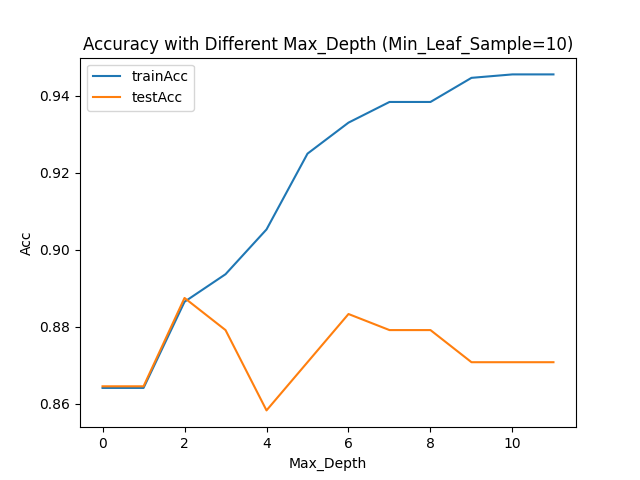 Accuracy with Different Max_Depth (Min_Leaf_Sample=10)
trainAcc
testAcc
0.94
0.92
0.90
0.88
0.86
Acc
0 2 4 6 8 10
Max_Depth